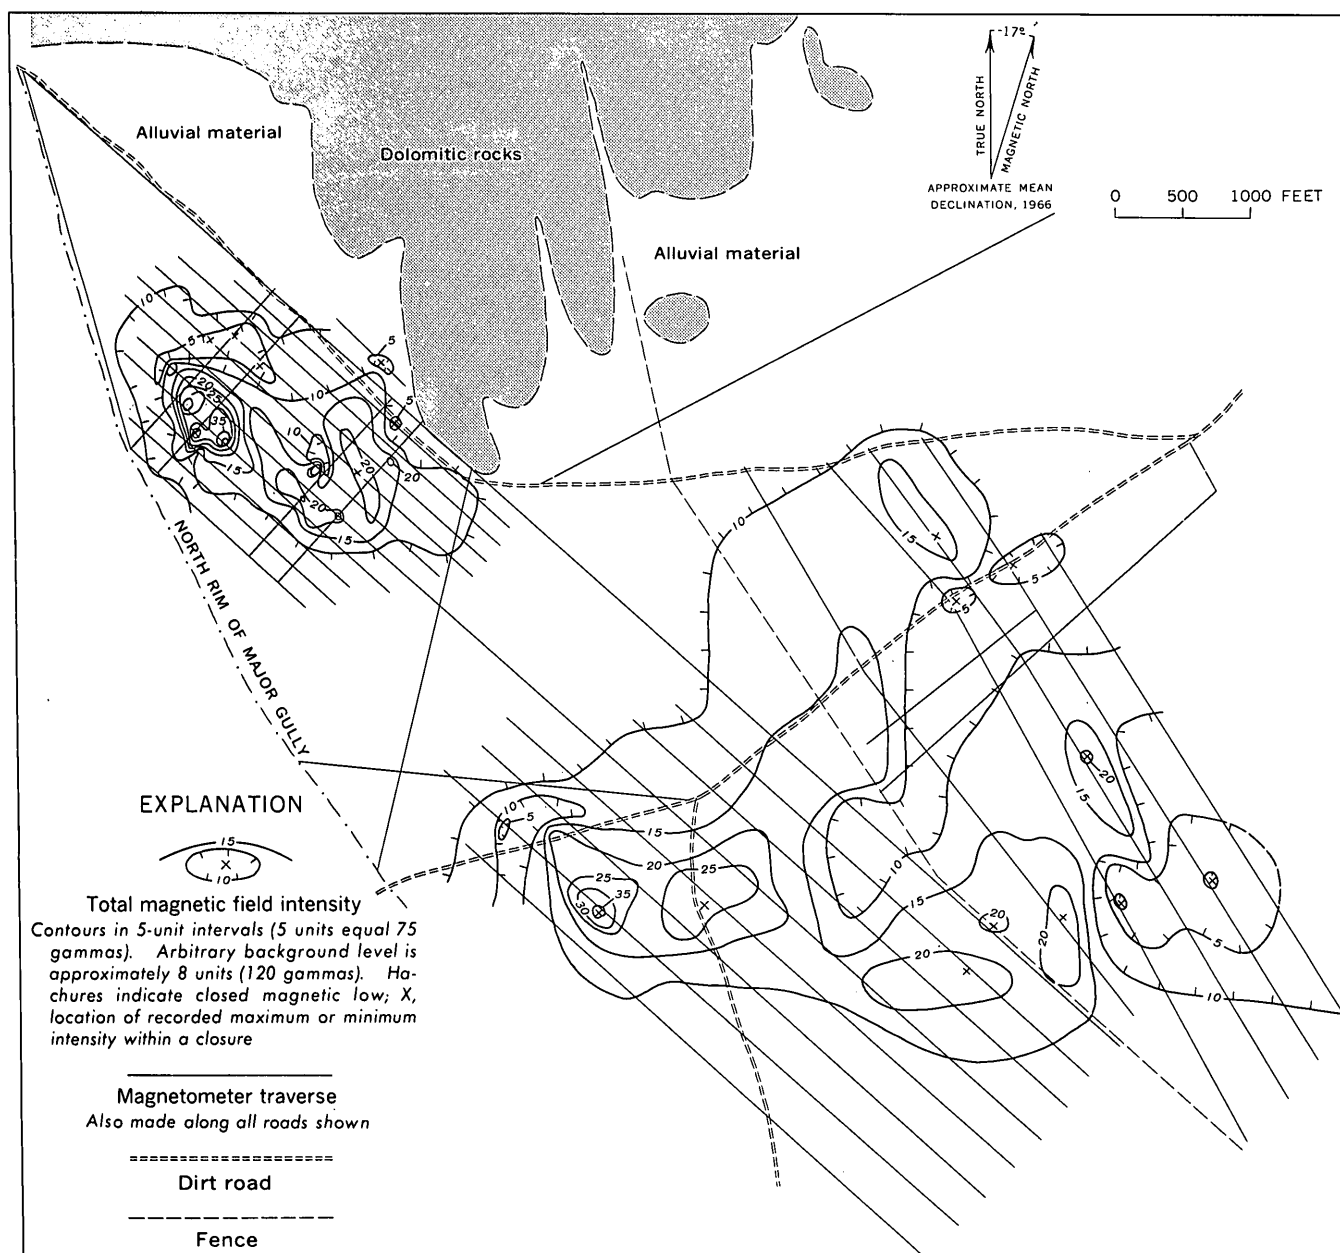 -17°
TRUE NORTH
MAGNETIC NORTH
APPROXIMATE MEAN
DECLINATION, 1966
0 500 1000 FEET
Alluvial material
Dolomitic rocks
Alluvial material
10
5
5
20
25
35
10
10
15
20
20
20
15
5
NORTH RIM OF MAJOR GULLY
10
15
5
5
10
5
15
20
25
25
35
30
10
15
20
20
20
20
15
5
10
EXPLANATION
15
10
Total magnetic field intensity
Contours in 5-unit intervals (5 units equal 75
gammas). Arbitrary background level is
approximately 8 units (120 gammas). Ha-
chures indicate closed magnetic low; X,
location of recorded maximum or minimum
intensity within a closure
Magnetometer traverse
Also made along all roads shown
Dirt road
Fence